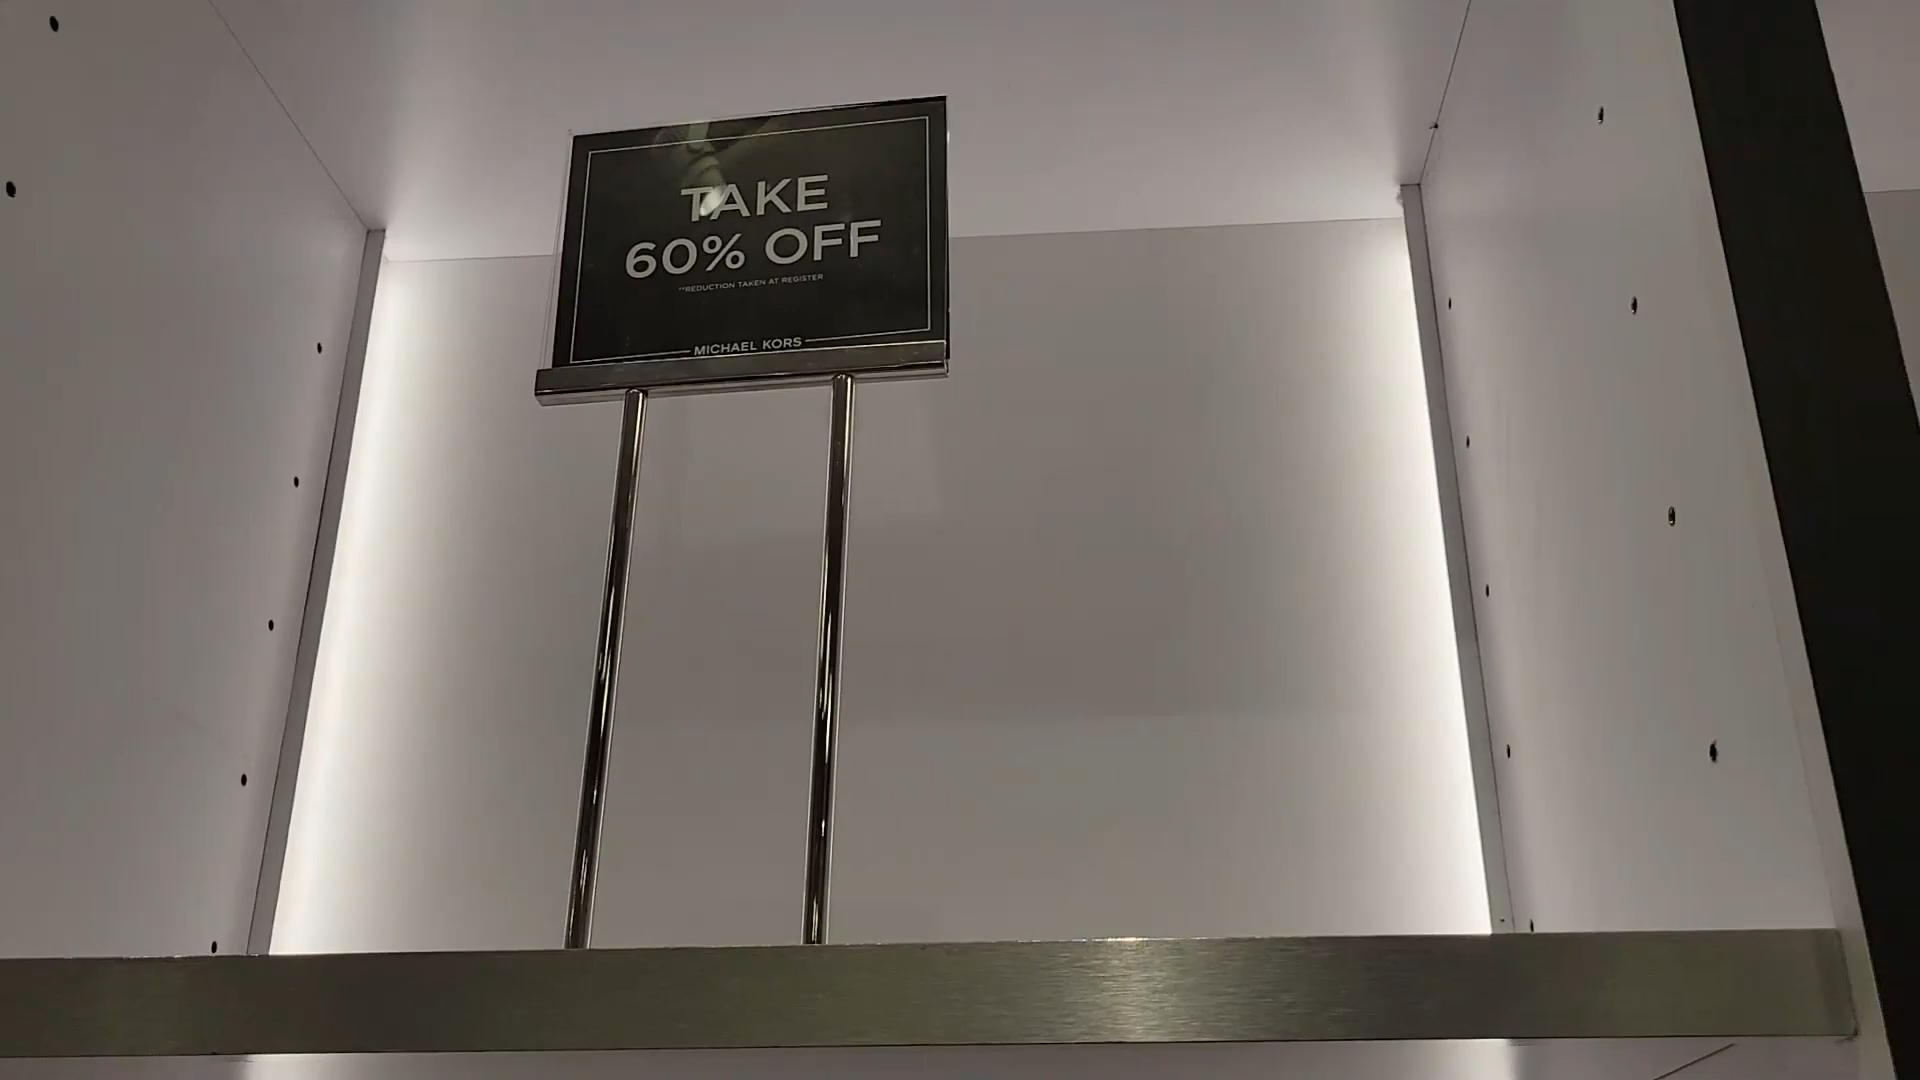 TAKE
60% OFF
**REDUCTION TAKEN AT REGISTER
MICHAEL KORS